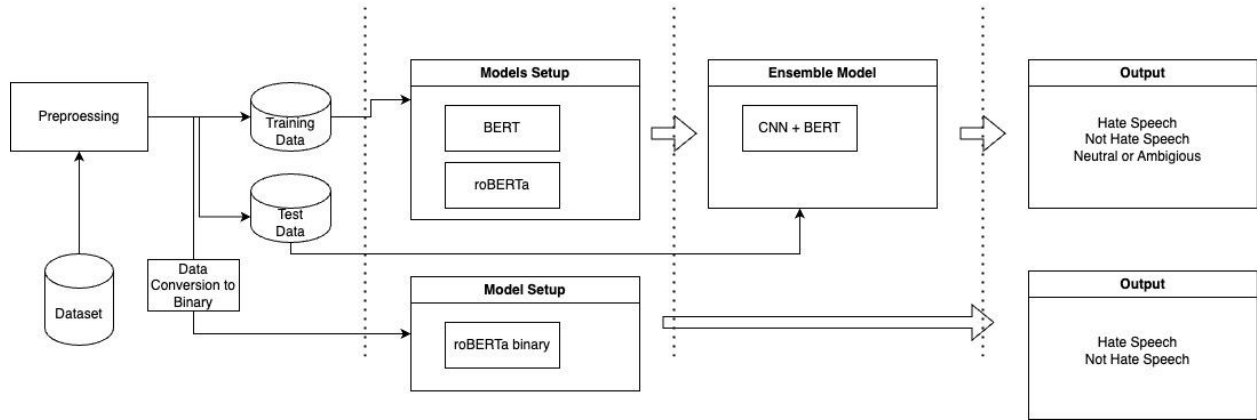 Prepreessing
Training
Data
Test
Data
Dataset
Data
Conversion to
Binary
Models Setup
BERT
roBERTa
Ensemble Model
CNN + BERT
Output
Hate Speech
Not Hate Speech
Neutral or Ambigious
Model Setup
roBERTa binary
Output
Hate Speech
Not Hate Speech